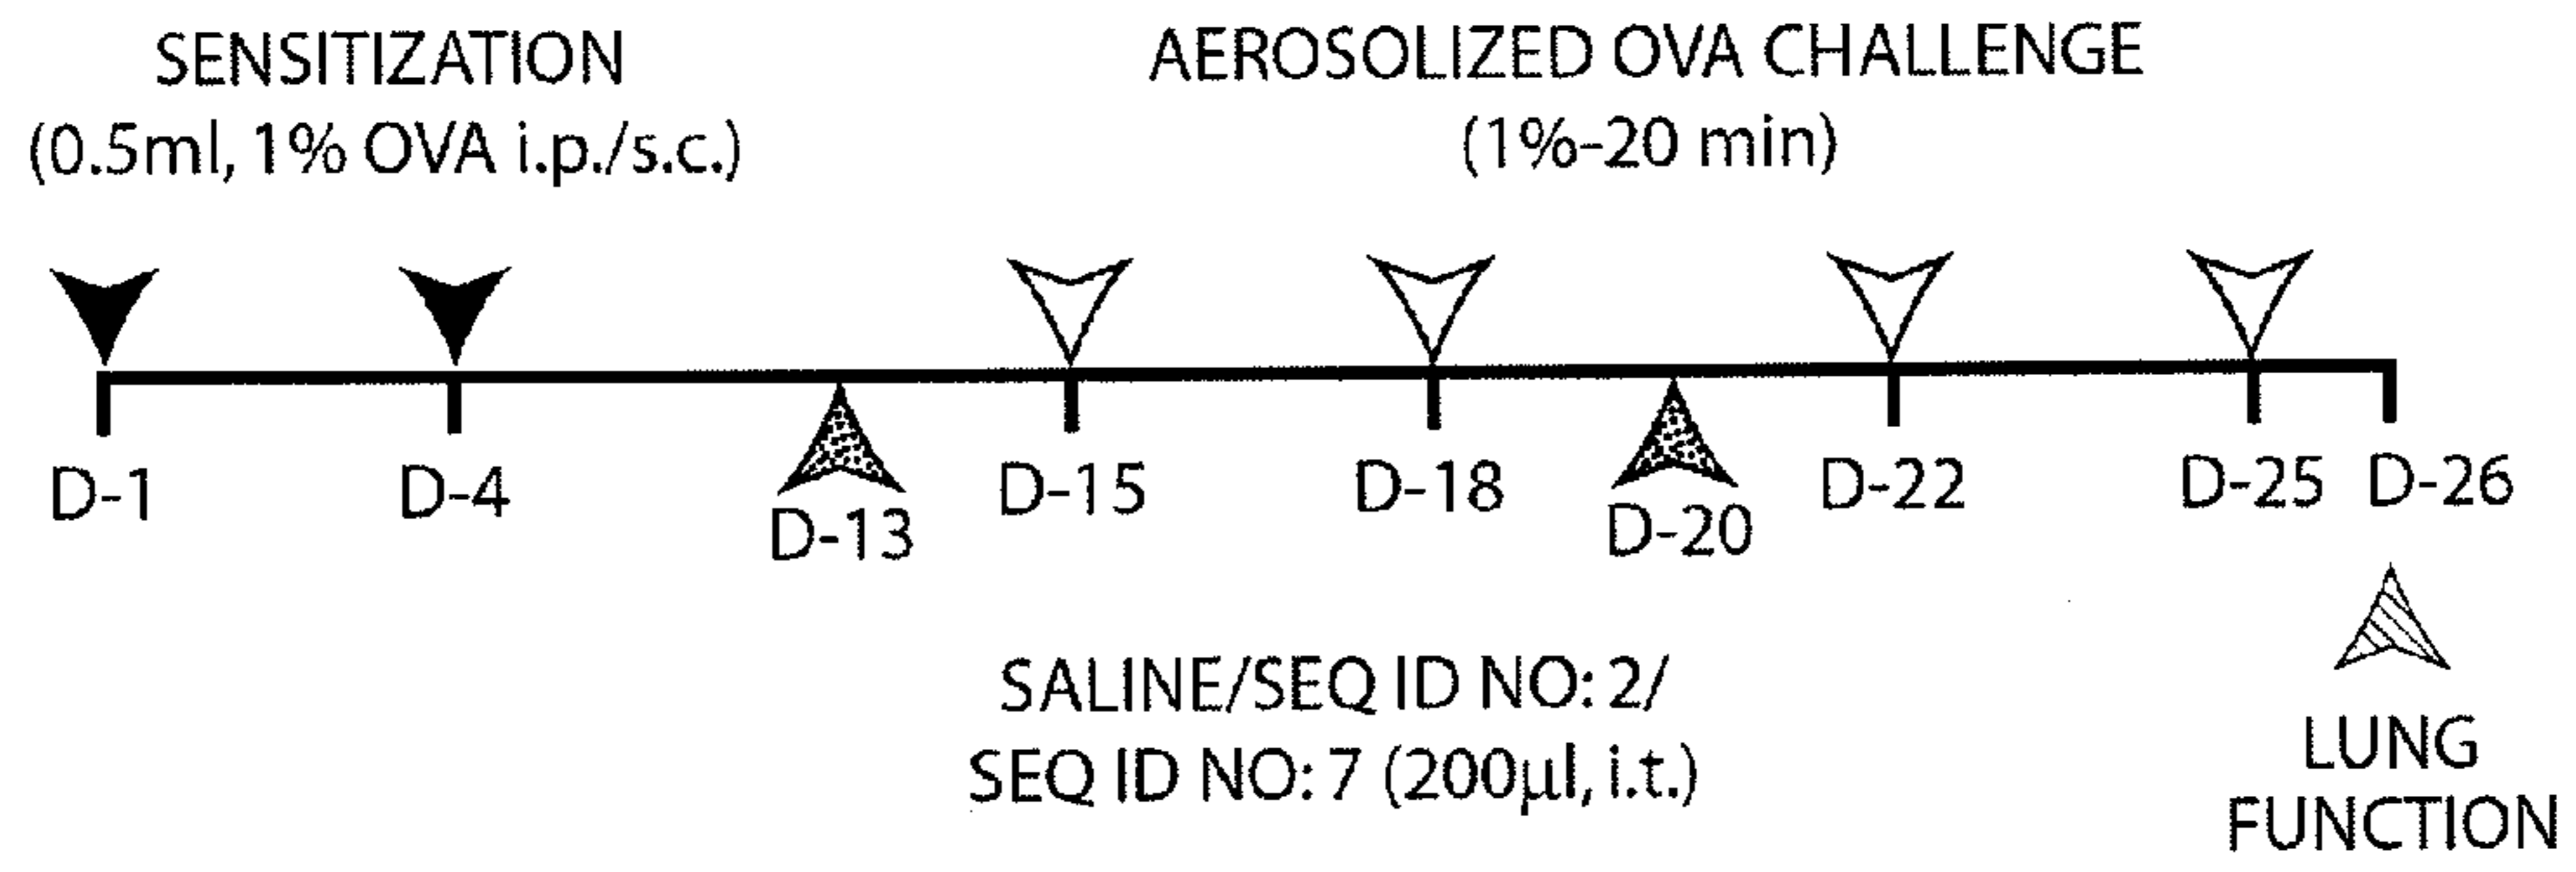 SENSITIZATION
(0.5ml, 1% OVA i.p./s.c.)
AEROSOLIZED OVA CHALLENGE
(1%-20 min)
D-1
D-4
D-13
D-15
D-18
D-20
D-22
D-25
D-26
SALINE/SEQ ID NO: 2/
SEQ ID NO: 7 (200μl, i.t.)
LUNG
FUNCTION